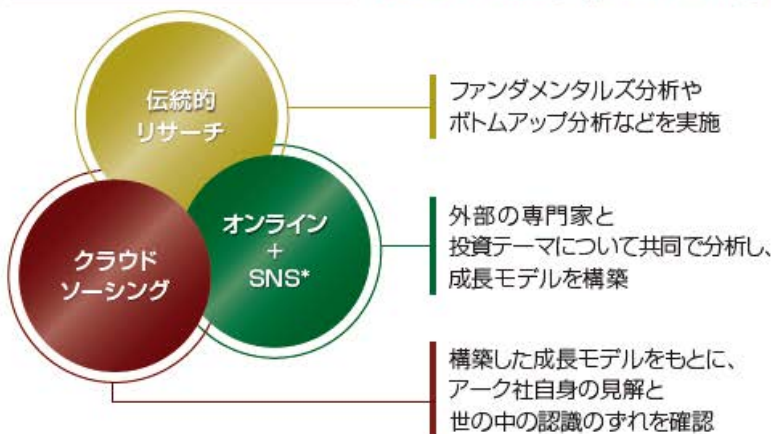 伝統的
リサーチ
ファンダメンタルズ分析や
ボトムアップ分析などを実施
オンライン
+
SNS*
外部の専門家と
投資テーマについて共同で分析し、
成長モデルを構築
クラウド
ソーシング
構築した成長モデルをもとに、
アーク社自身の見解と
世の中の認識のずれを確認